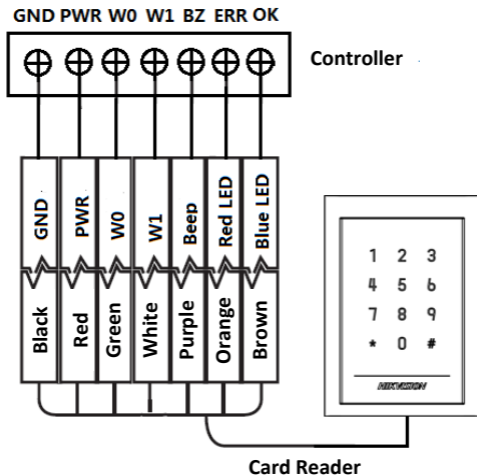 GND PWR W0 W1 BZ ERR OK
Controller
GND
PWR
W0
W1
Beep
Red LED
Blue LED
Black
Red
Green
White
Purple
Orange
Brown
1 2 3
4 5 6
7 8 9
* 0 #
HIKVISION
Card Reader